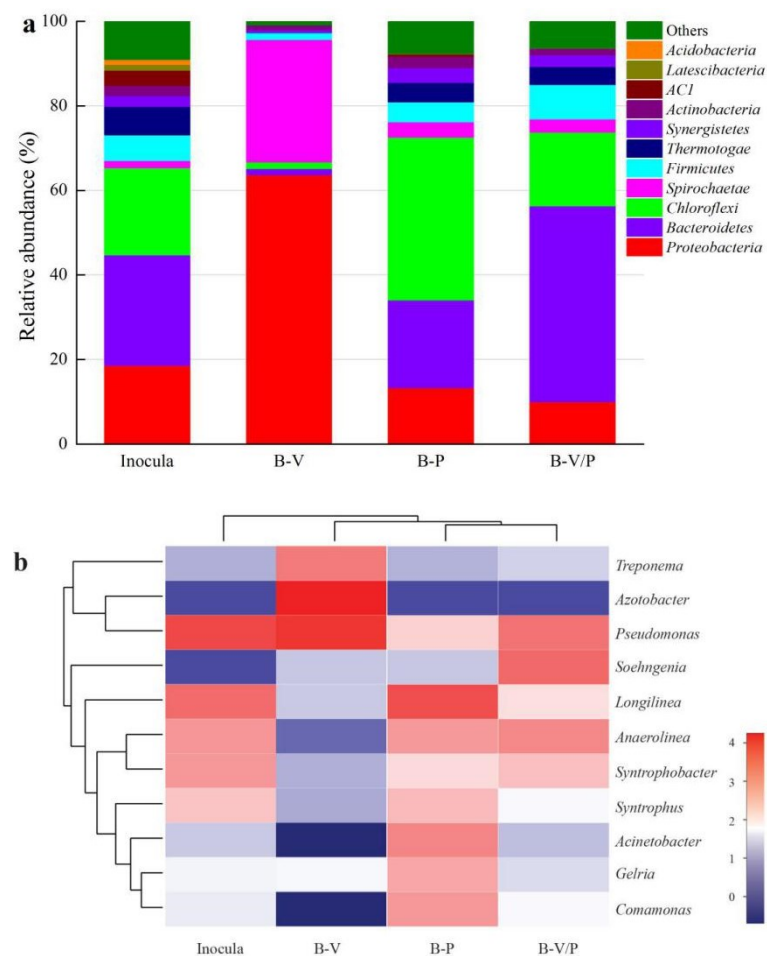 a
Relative abundance (%)
100
80
60
40
20
0
Inocula B-V B-P B-V/P
Others
Acidobacteria
Latescibacteria
AC1
Actinobacteria
Synergistetes
Thermotogae
Firmicutes
Spirochaetae
Chloroflexi
Bacteroidetes
Proteobacteria
b
Treponema
Azotobacter
Pseudomonas
Soehngenia
Longilinea
Anaerolinea
Syntrophobacter
Syntrophus
Acinetobacter
Gelria
Comamonas
Inocula B-V B-P B-V/P
4
3
2
1
0